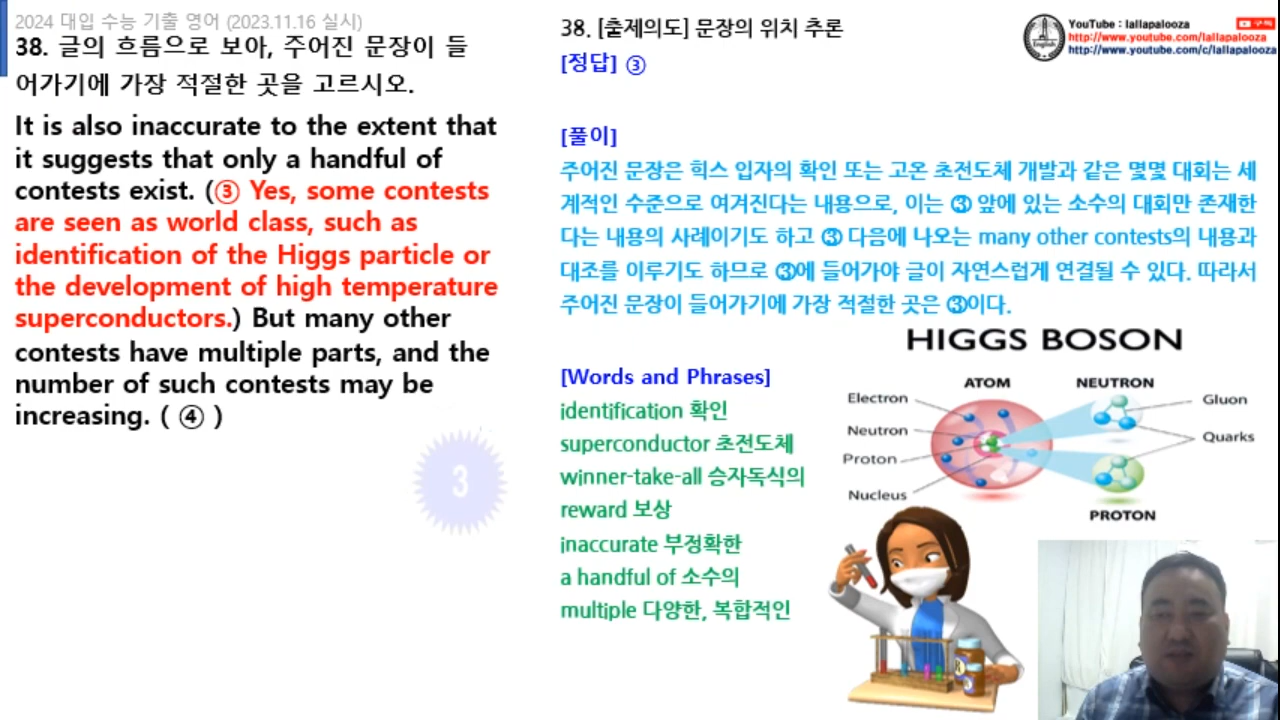 2024 대입 수능 기출 영어 (2023.11.16 실시)
38. 글의 흐름으로 보아, 주어진 문장이 들
어가기에 가장 적절한 곳을 고르시오.
It is also inaccurate to the extent that
it suggests that only a handful of
contests exist. (③ Yes, some contests
are seen as world class, such as
identification of the Higgs particle or
the development of high temperature
superconductors.) But many other
contests have multiple parts, and the
number of such contests may be
increasing. ( ④ )
3
38. [출제의도] 문장의 위치 추론
[정답] ③
[풀이]
주어진 문장은 힉스 입자의 확인 또는 고온 초전도체 개발과 같은 몇몇 대회는 세
계적인 수준으로 여겨진다는 내용으로, 이는 ③ 앞에 있는 소수의 대회만 존재한
다는 내용의 사례이기도 하고 ③ 다음에 나오는 many other contests의 내용과
대조를 이루기도 하므로 ③에 들어가야 글이 자연스럽게 연결될 수 있다. 따라서
주어진 문장이 들어가기에 가장 적절한 곳은 ③이다.
[Words and Phrases]
identification 확인
superconductor 초전도체
winner-take-all 승자독식의
reward 보상
inaccurate 부정확한
a handful of 소수의
multiple 다양한, 복합적인
HIGGS BOSON
ATOM
NEUTRON
Electron
Neutron
Proton
Nucleus
Gluon
Quarks
PROTON
YouTube : lallapalooza
구독
http://www.youtube.com/lallapalooza
http://www.youtube.com/c/lallapalooza
English